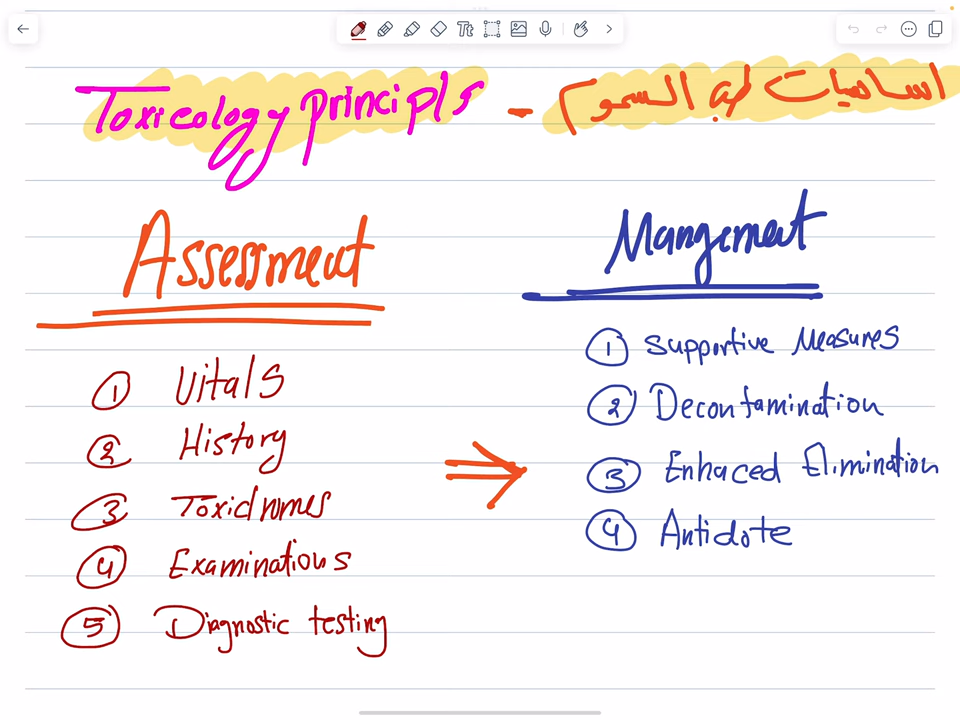 Toxicology principls - اساسيات طب السموم
Assessment
① Vitals
② History
③ Toxidromes
④ Examinations
⑤ Diagnostic testing
Mangement
① Supportive Measures
② Decontamination
③ Enhaced Elimination
④ Antidote